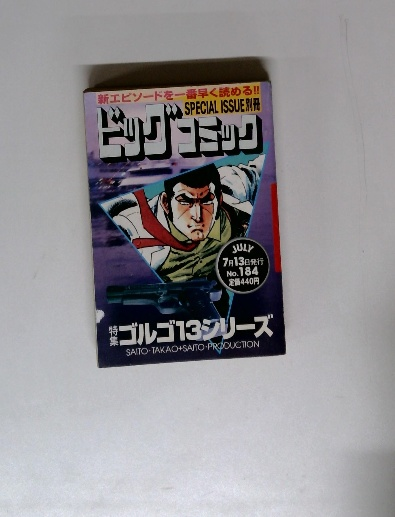 新エピソードを一番早く読める!!
SPECIAL ISSUE 別冊
ビッグコミック
JULY
7月13日発行
No.184
定価440円
特集 ゴルゴ13シリーズ
SAITO・TAKAO+SAITO・PRODUCTION